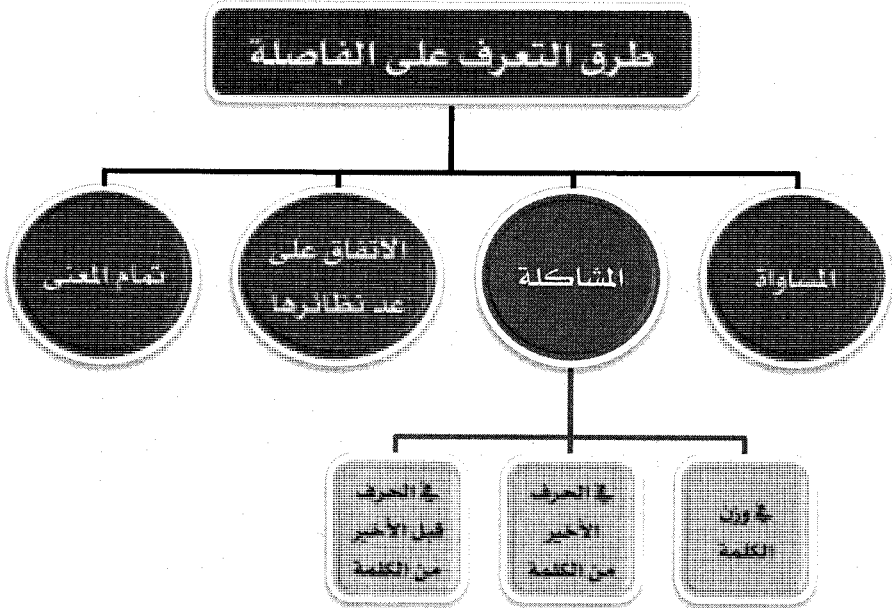 طرق التعرف على الفاصلة
المساواة
المشاكلة
الاتفاق على
عد نظائرها
تمام المعنى
في وزن
الكلمة
في الحرف
الأخير
من الكلمة
في الحرف
قبل الأخير
من الكلمة